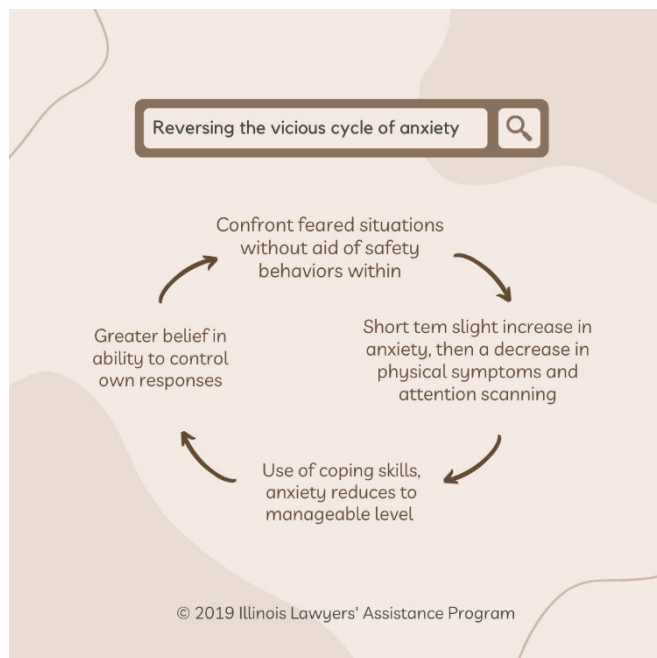 Reversing the vicious cycle of anxiety
Confront feared situations
without aid of safety
behaviors within
Short tem slight increase in
anxiety, then a decrease in
physical symptoms and
attention scanning
Use of coping skills,
anxiety reduces to
manageable level
Greater belief in
ability to control
own responses
© 2019 Illinois Lawyers' Assistance Program